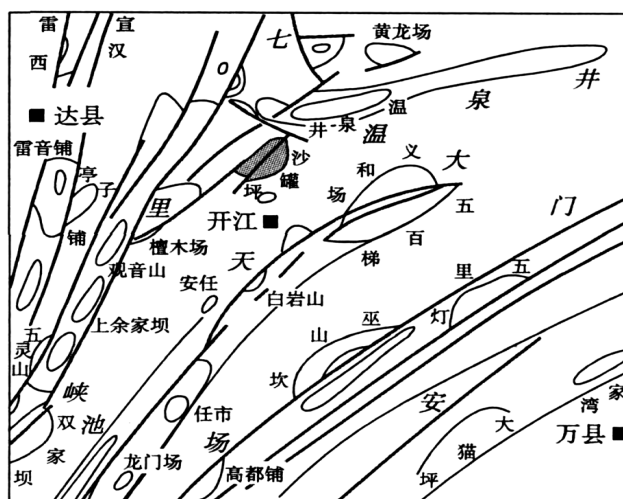 雷 宣
西 汉
七
黄龙场
井
泉
温
温
泉
井
达县
雷音铺
亭子
铺
里
沙罐坪
和义场
大
门
五百梯
开江
檀木场
观音山
天
安任
白岩山
上余家坝
五灵山
五里灯
巫山坎
峡
双家坝
池
任市
场
安
龙门场
高都铺
大猫坪
家湾
万县